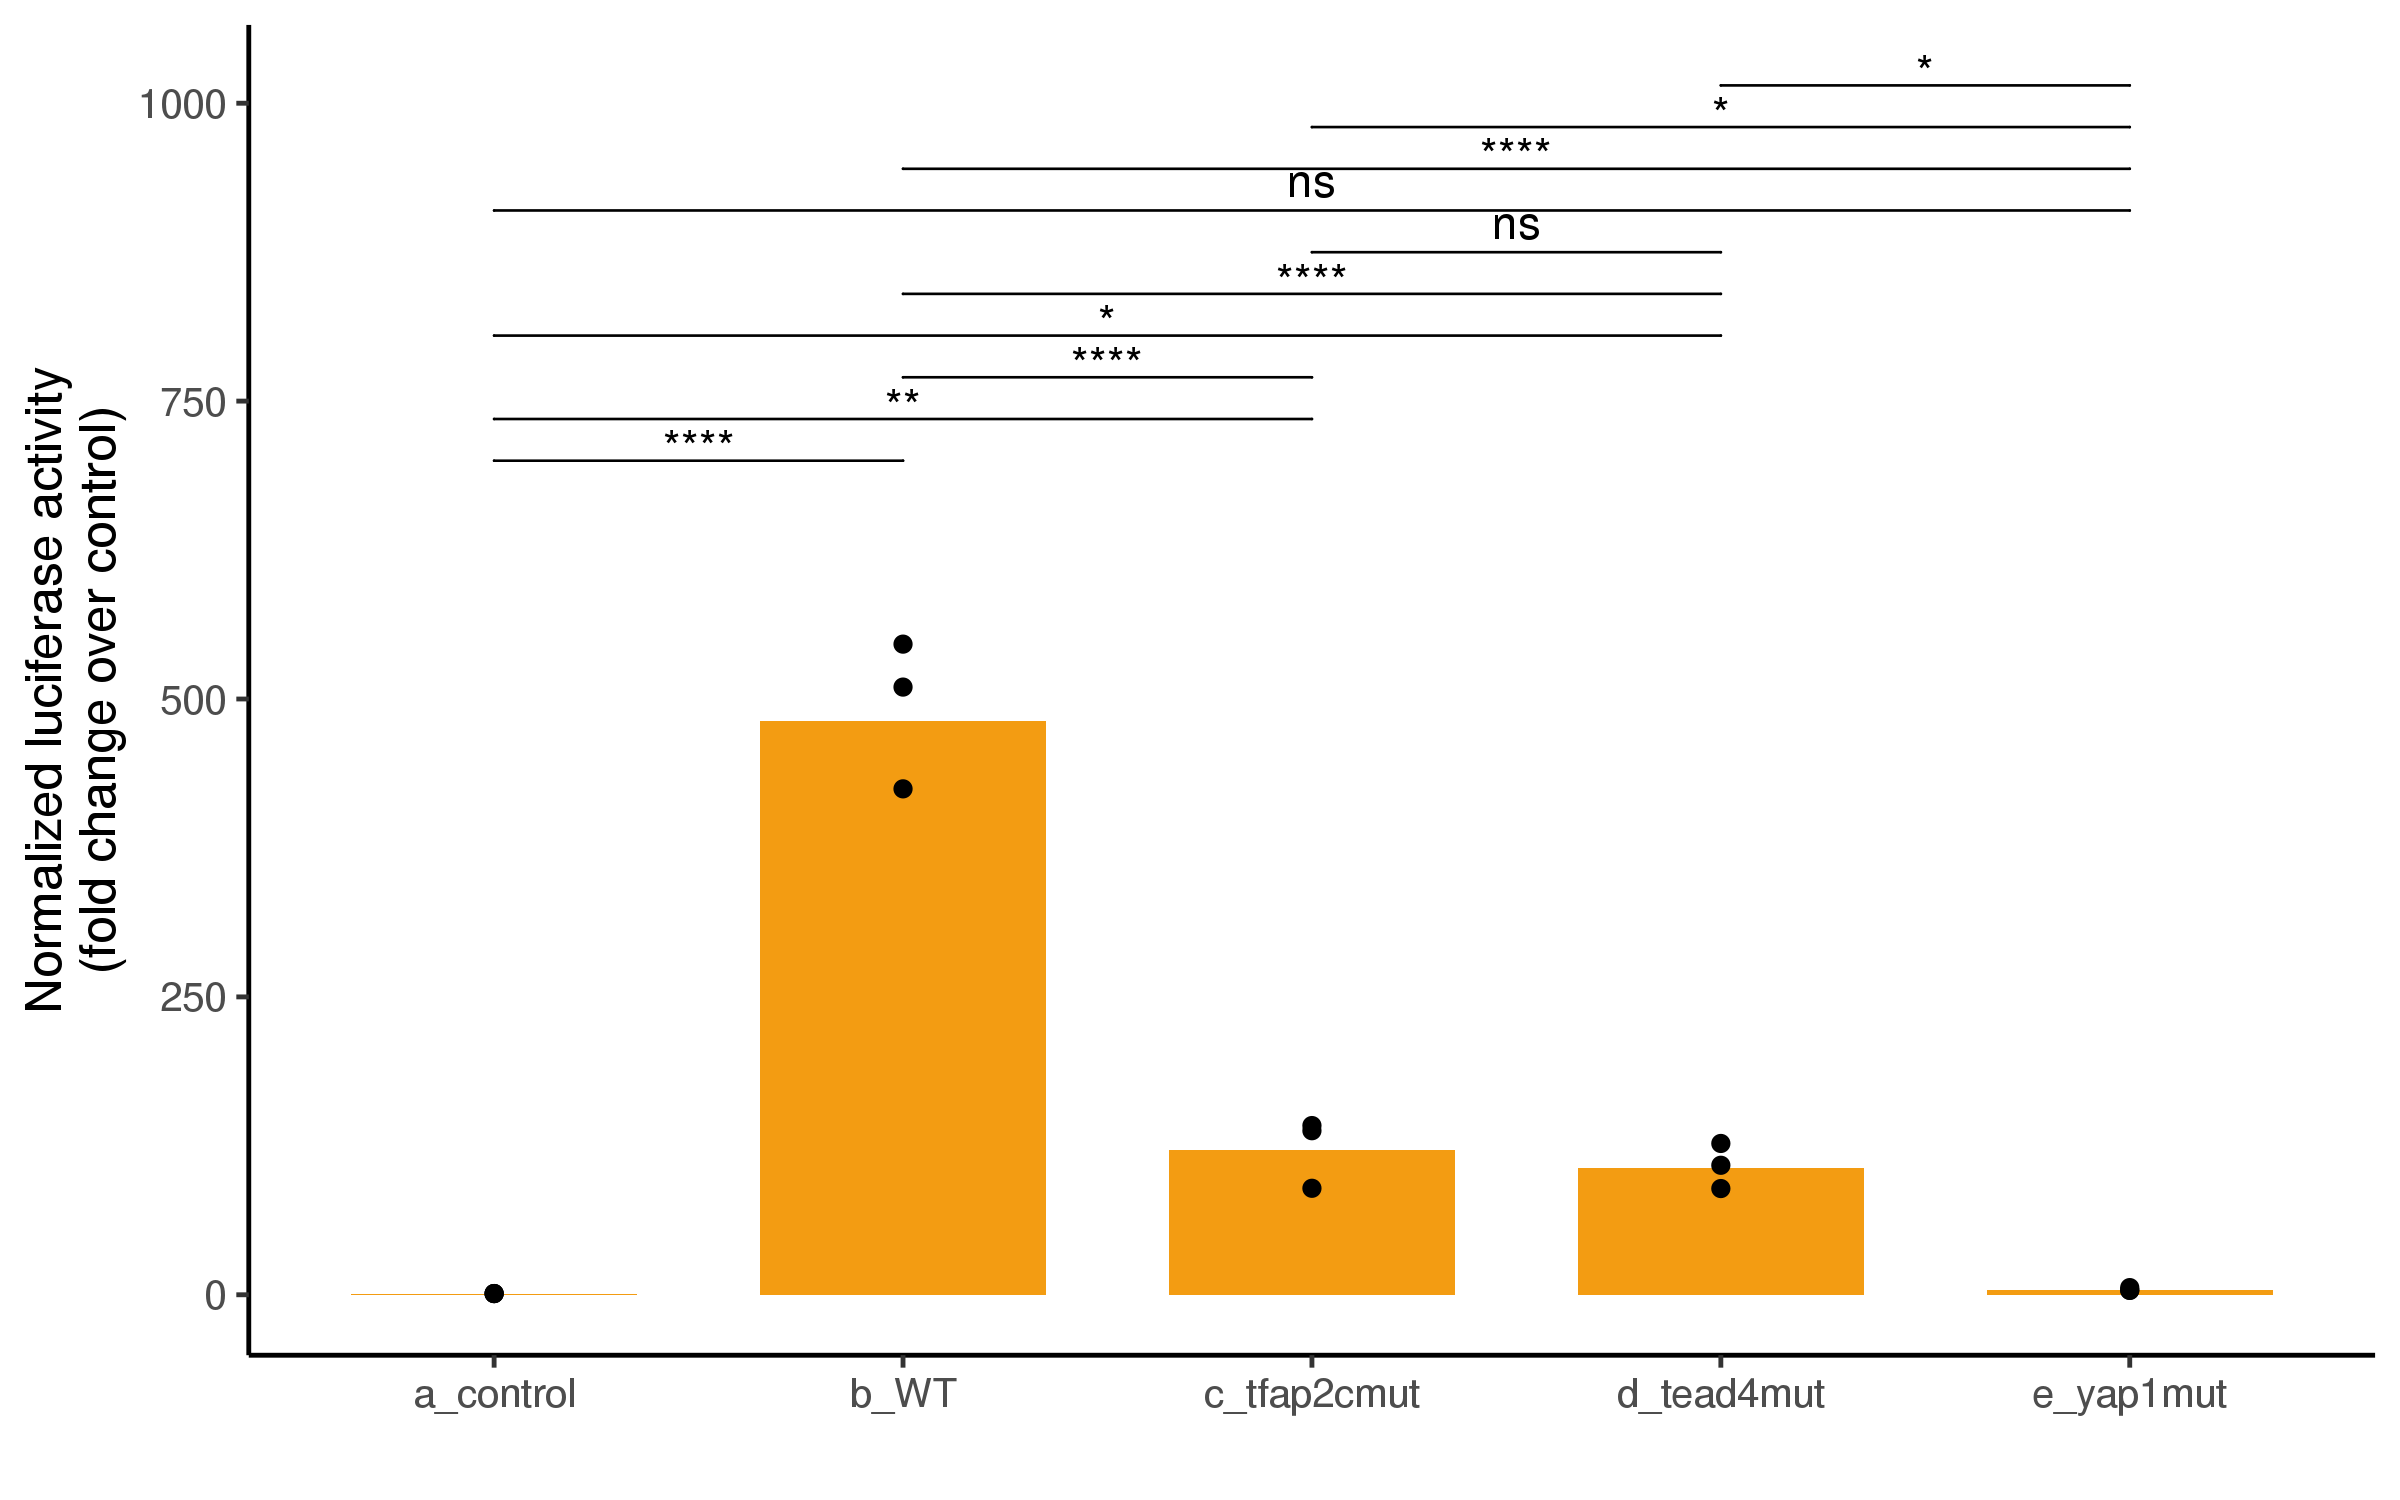 Normalized luciferase activity
(fold change over control)
1000
750
500
250
0
*
*
****
ns
ns
****
*
****
**
****
a_control
b_WT
c_tfap2cmut
d_tead4mut
e_yap1mut